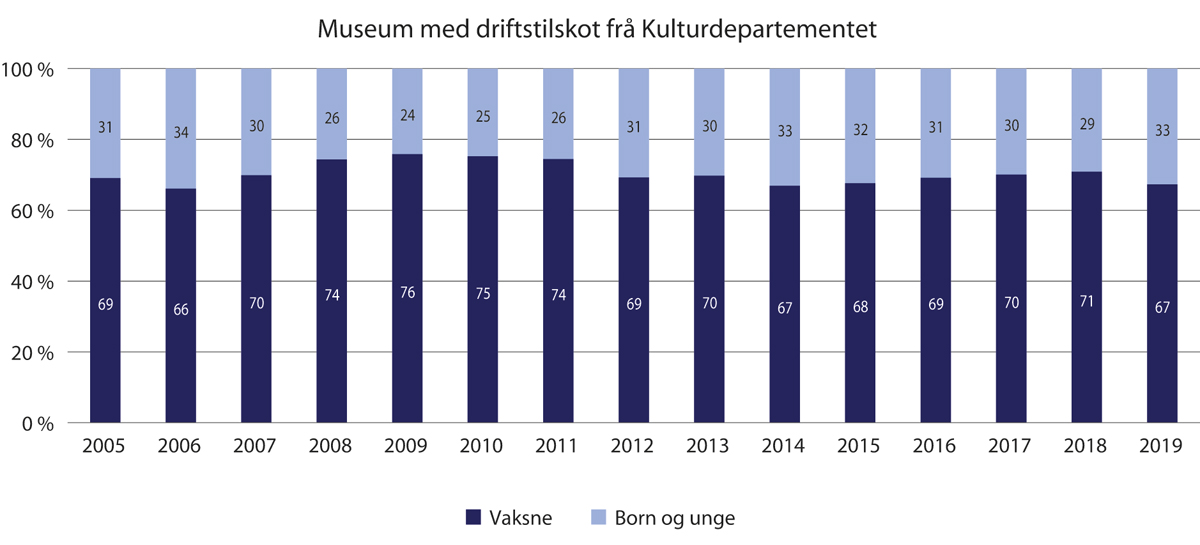 Museum med driftstilskot frå Kulturdepartementet
100 %
80 %
60 %
40 %
20 %
0 %
31 34 30 26 24 25 26 31 30 33 32 31 30 29 33
69 66 70 74 76 75 74 69 70 67 68 69 70 71 67
2005 2006 2007 2008 2009 2010 2011 2012 2013 2014 2015 2016 2017 2018 2019
Vaksne Born og unge